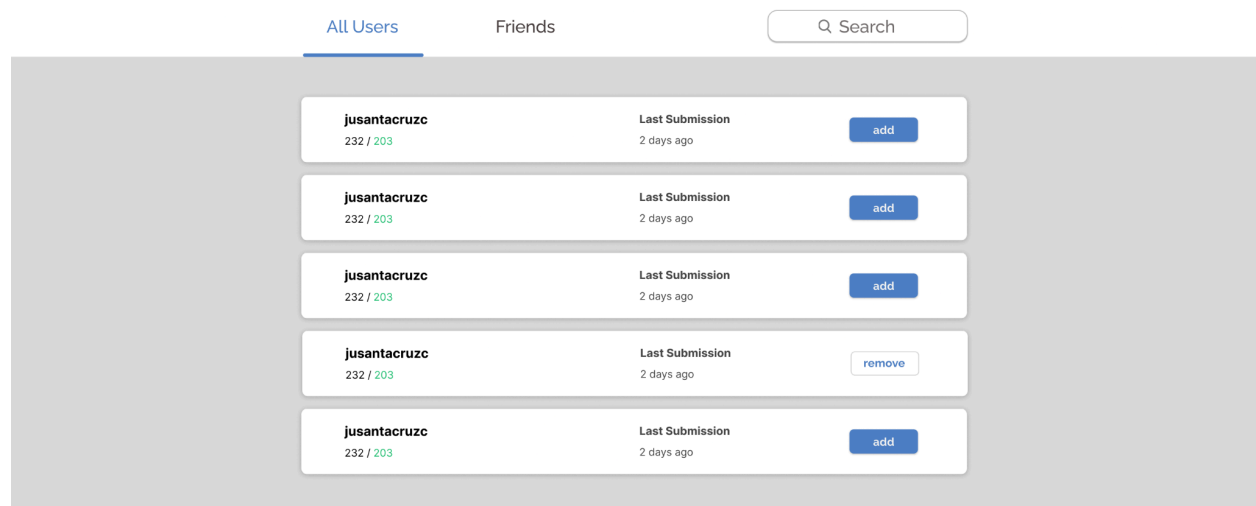 All Users Friends Search
jusantacruzc Last Submission
232 / 203 2 days ago add
jusantacruzc Last Submission
232 / 203 2 days ago add
jusantacruzc Last Submission
232 / 203 2 days ago add
jusantacruzc Last Submission
232 / 203 2 days ago remove
jusantacruzc Last Submission
232 / 203 2 days ago add